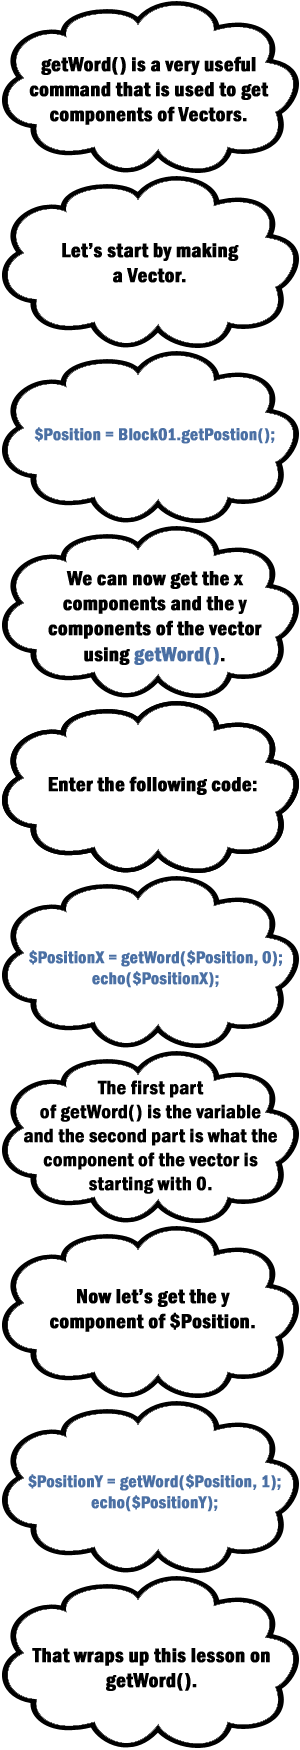 getWord() is a very useful
command that is used to get
components of Vectors.
Let's start by making
a Vector.
$Position = Block01.getPostion();
We can now get the x
components and the y
components of the vector
using getWord().
Enter the following code:
$PositionX = getWord($Position, 0);
echo($PositionX);
The first part
of getWord() is the variable
and the second part is what the
component of the vector is
starting with 0.
Now let's get the y
component of $Position.
$PositionY = getWord($Position, 1);
echo($PositionY);
That wraps up this lesson on
getWord().